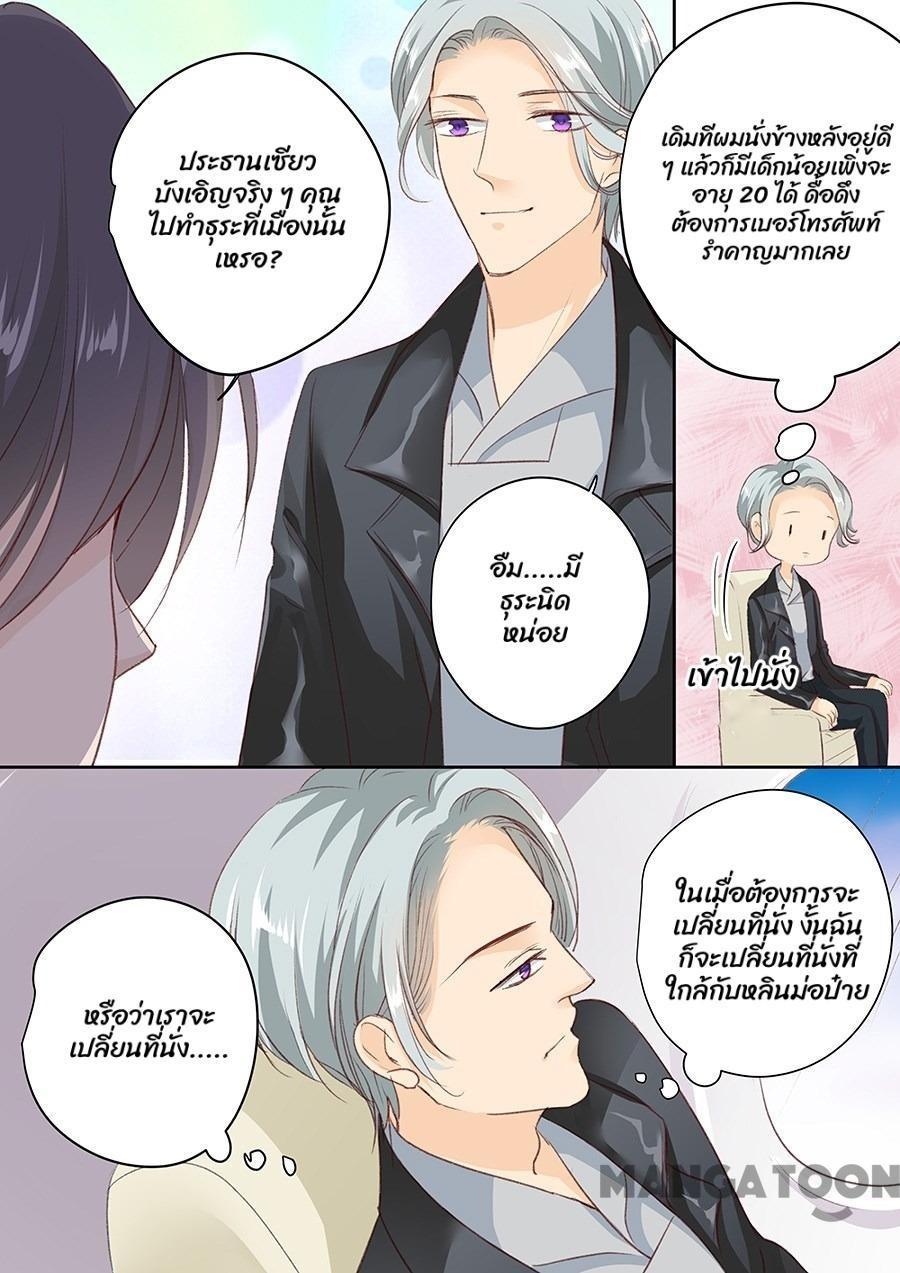 ประธานเซียว
บังเอิญจริง ๆ คุณ
ไปทำธุระที่เมืองนั้น
เหรอ?
อืม.....มี
ธุระนิด
หน่อย
เดิมทีผมนั่งข้างหลังอยู่ดี
ๆ แล้วก็มีเด็กน้อยเพิ่งจะ
อายุ 20 ได้ ดื้อดึง
ต้องการเบอร์โทรศัพท์
รำคาญมากเลย
เข้าไปนั่ง
หรือว่าเราจะ
เปลี่ยนที่นั่ง.....
ในเมื่อต้องการจะ
เปลี่ยนที่นั่ง งั้นฉัน
ก็จะเปลี่ยนที่นั่งที่
ใกล้กับหลินม่อป๋าย
MANGATOON